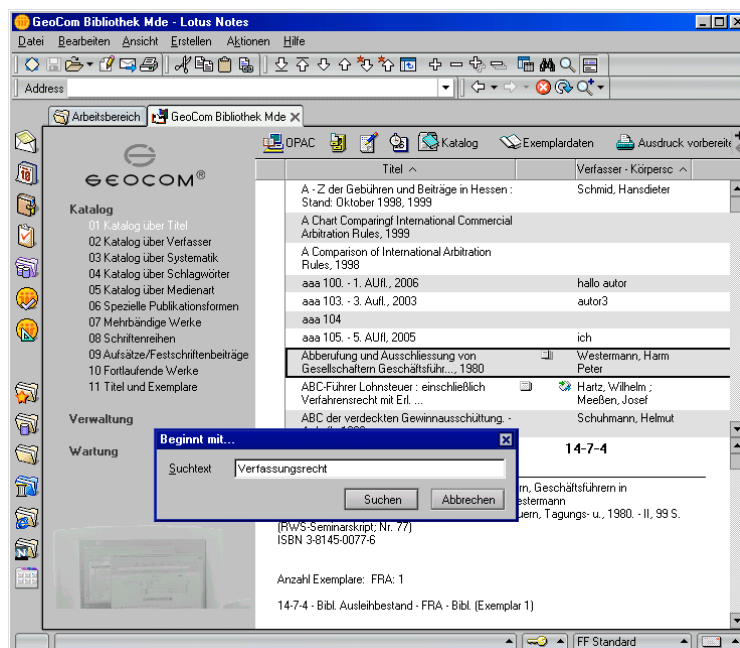 GeoCom Bibliothek Mde - Lotus Notes
Datei Bearbeiten Ansicht Erstellen Aktionen Hilfe
Address
Arbeitsbereich GeoCom Bibliothek Mde
OPAC Katalog Exemplardaten Ausdruck vorbereite
GEOCOM®
Titel Verfasser - Körpersc
Katalog
01 Katalog über Titel
02 Katalog über Verfasser
03 Katalog über Systematik
04 Katalog über Schlagwörter
05 Katalog über Medienart
06 Spezielle Publikationsformen
07 Mehrbändige Werke
08 Schriftenreihen
09 Aufsätze/Festschriftenbeiträge
10 Fortlaufende Werke
11 Titel und Exemplare
Verwaltung
Wartung
A - Z der Gebühren und Beiträge in Hessen : Schmid, Hansdieter
Stand: Oktober 1998, 1999
A Chart Comparingf International Commercial
Arbitration Rules, 1999
A Comparison of International Arbitration
Rules, 1998
aaa 100. - 1. AUfl., 2006 hallo autor
aaa 103. - 3. Aufl., 2003 autor3
aaa 104
aaa 105. - 5. AUfl, 2005 ich
Abberufung und Ausschliessung von Westermann, Harm
Gesellschaftern Geschäftsführ..., 1980 Peter
ABC-Führer Lohnsteuer : einschließlich Hartz, Wilhelm ;
Verfahrensrecht mit Erl. ... Meeßen, Josef
ABC der verdeckten Gewinnausschüttung. - Schuhmann, Helmut
Beginnt mit...
Suchtext Verfassungsrecht
Suchen Abbrechen
14-7-4
rn, Geschäftsführern in
estermann
uern, Tagungs- u., 1980. - II, 99 S.
(RWS-Seminarskript; Nr. 77)
ISBN 3-8145-0077-6
Anzahl Exemplare: FRA: 1
14-7-4 - Bibl. Ausleihbestand - FRA - Bibl. (Exemplar 1)
FF Standard